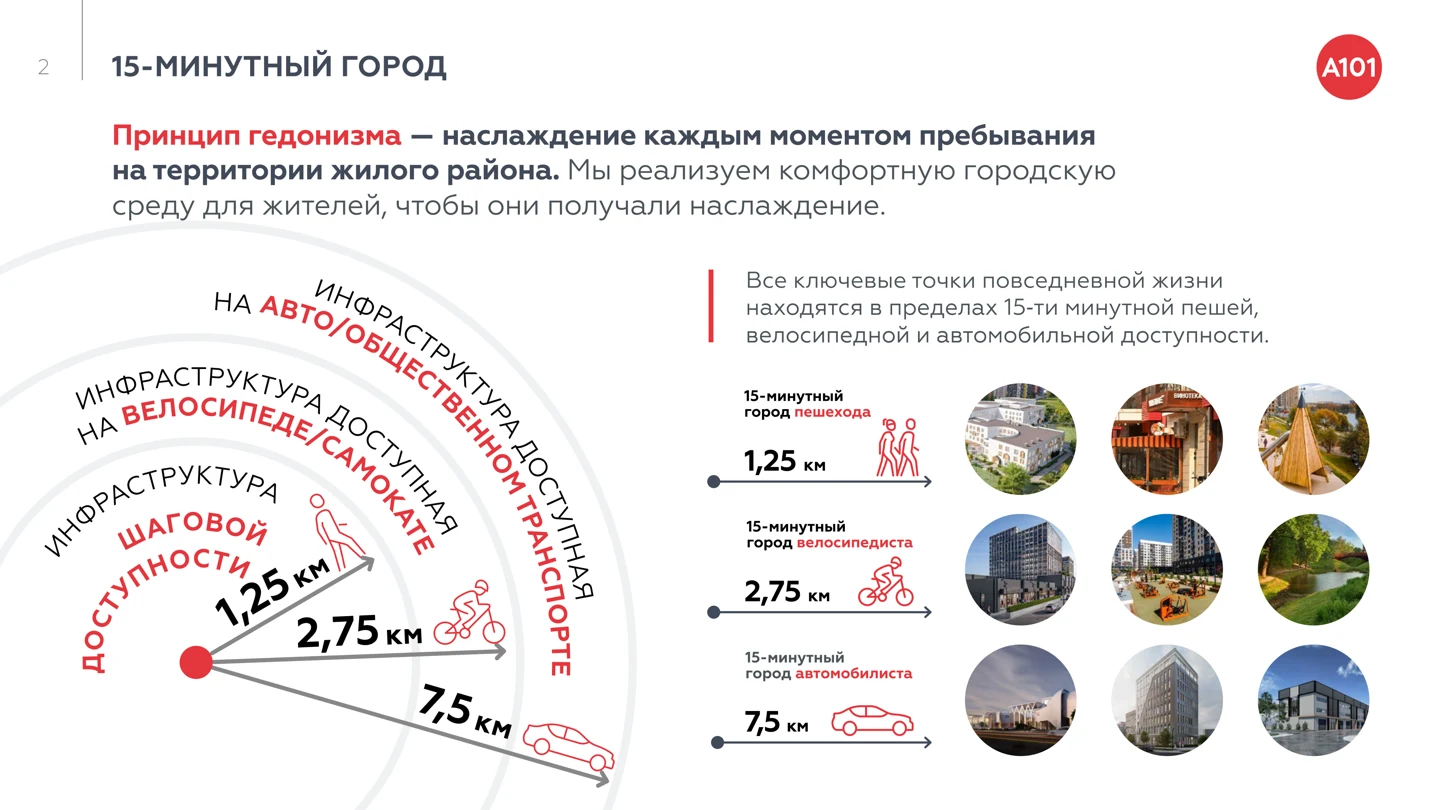 2
15-МИНУТНЫЙ ГОРОД
А101
Принцип гедонизма — наслаждение каждым моментом пребывания
на территории жилого района. Мы реализуем комфортную городскую
среду для жителей, чтобы они получали наслаждение.
ИНФРАСТРУКТУРА ДОСТУПНАЯ
НА АВТО/ОБЩЕСТВЕННОМ ТРАНСПОРТЕ
ИНФРАСТРУКТУРА ДОСТУПНАЯ
НА ВЕЛОСИПЕДЕ/САМОКАТЕ
ИНФРАСТРУКТУРА
ШАГОВОЙ
ДОСТУПНОСТИ
1,25 км
2,75 км
7,5 км
Все ключевые точки повседневной жизни
находятся в пределах 15-ти минутной пешей,
велосипедной и автомобильной доступности.
15-минутный
город пешехода
1,25 км
ВИНОТЕКА
15-минутный
город велосипедиста
2,75 км
15-минутный
город автомобилиста
7,5 км